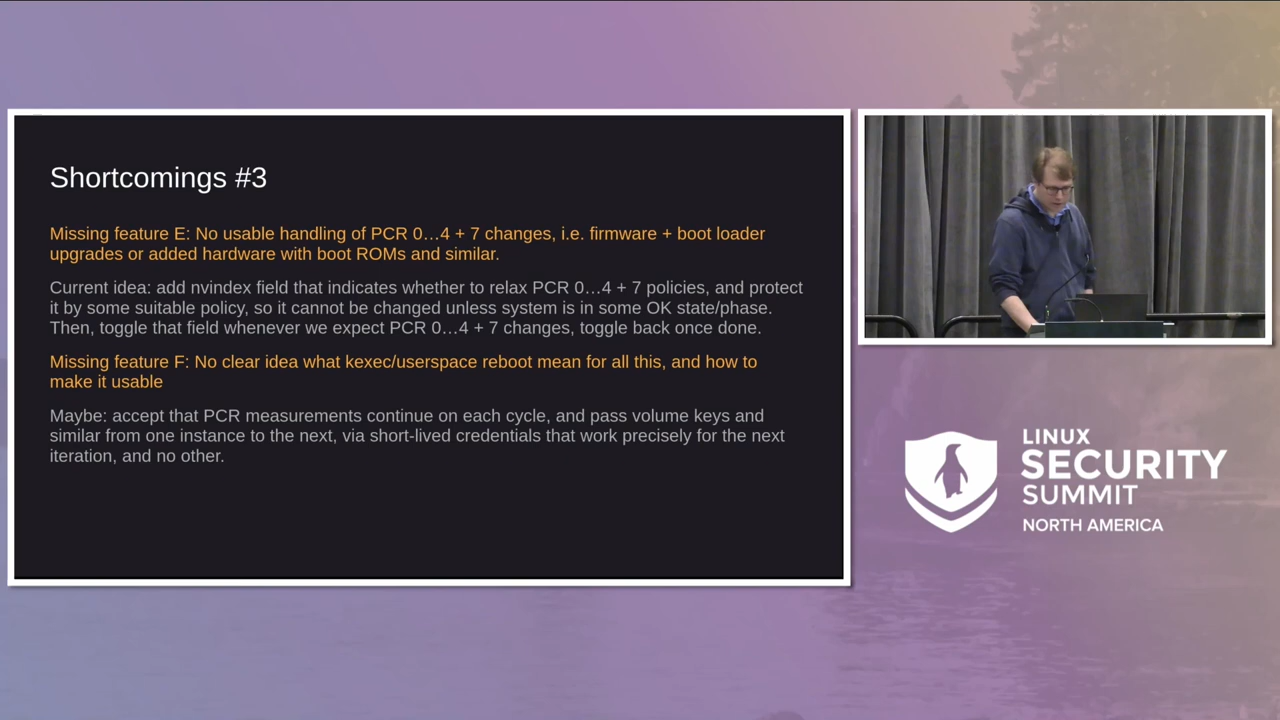 Shortcomings #3
Missing feature E: No usable handling of PCR 0…4 + 7 changes, i.e. firmware + boot loader
upgrades or added hardware with boot ROMs and similar.
Current idea: add nvindex field that indicates whether to relax PCR 0…4 + 7 policies, and protect
it by some suitable policy, so it cannot be changed unless system is in some OK state/phase.
Then, toggle that field whenever we expect PCR 0…4 + 7 changes, toggle back once done.
Missing feature F: No clear idea what kexec/userspace reboot mean for all this, and how to
make it usable
Maybe: accept that PCR measurements continue on each cycle, and pass volume keys and
similar from one instance to the next, via short-lived credentials that work precisely for the next
iteration, and no other.
LINUX
SECURITY
SUMMIT
NORTH AMERICA